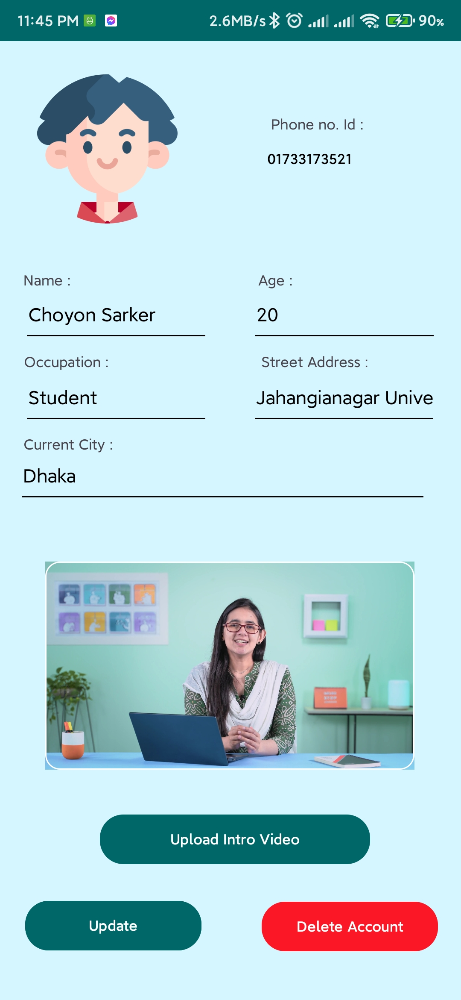 11:45 PM 2.6MB/s 90%
Phone no. Id :
01733173521
Name : Age :
Choyon Sarker 20
Occupation : Street Address :
Student Jahangianagar Unive
Current City :
Dhaka
Upload Intro Video
Update Delete Account